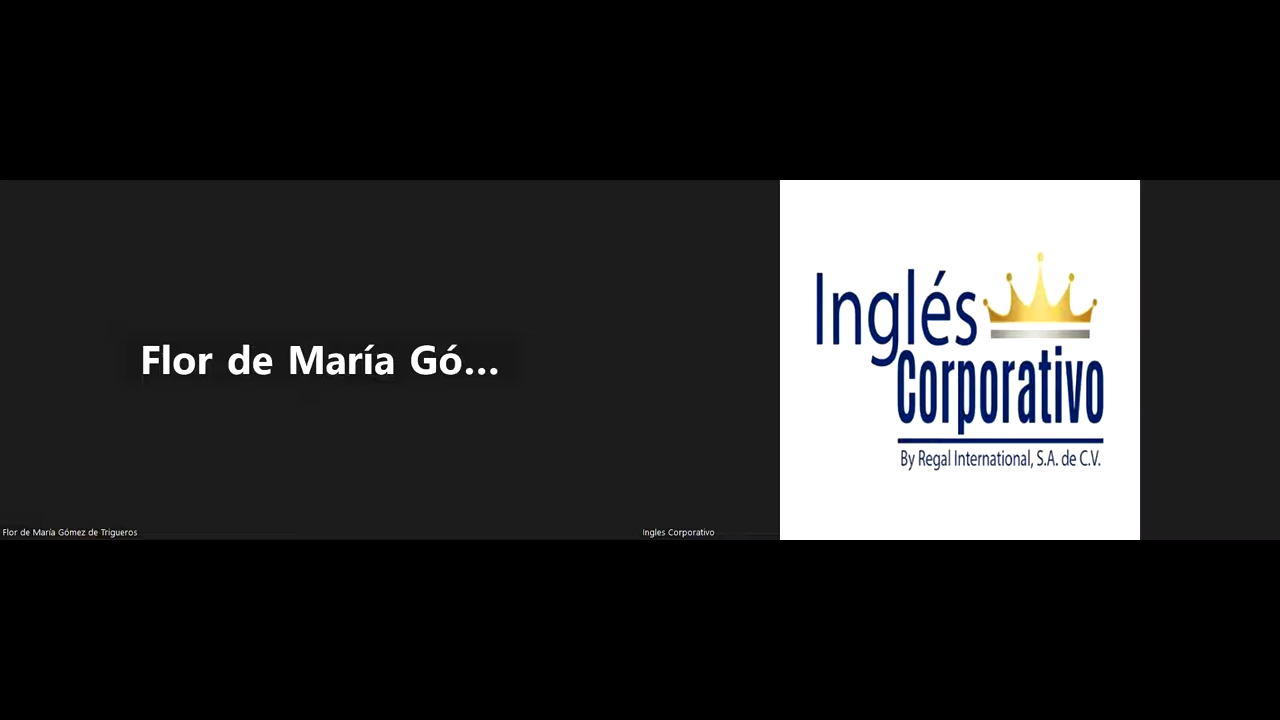 Flor de María Gó...
Flor de María Gómez de Trigueros
Inglés
Corporativo
By Regal International, S.A. de C.V.
Ingles Corporativo